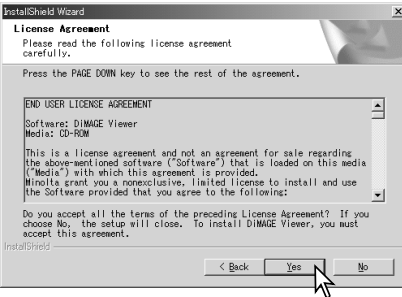 InstallShield Wizard
License Agreement
Please read the following license agreement
carefully.
Press the PAGE DOWN key to see the rest of the agreement.
END USER LICENSE AGREEMENT
Software: DiMAGE Viewer
Media: CD-ROM
This is a license agreement and not an agreement for sale regarding
the above-mentioned software ("Software") that is loaded on this media
("Media") with which this agreement is provided.
Minolta grant you a nonexclusive, limited license to install and use
the Software provided that you agree to the following:
Do you accept all the terms of the preceding License Agreement? If you
choose No, the setup will close. To install DiMAGE Viewer, you must
accept this agreement.
InstallShield
< Back Yes No